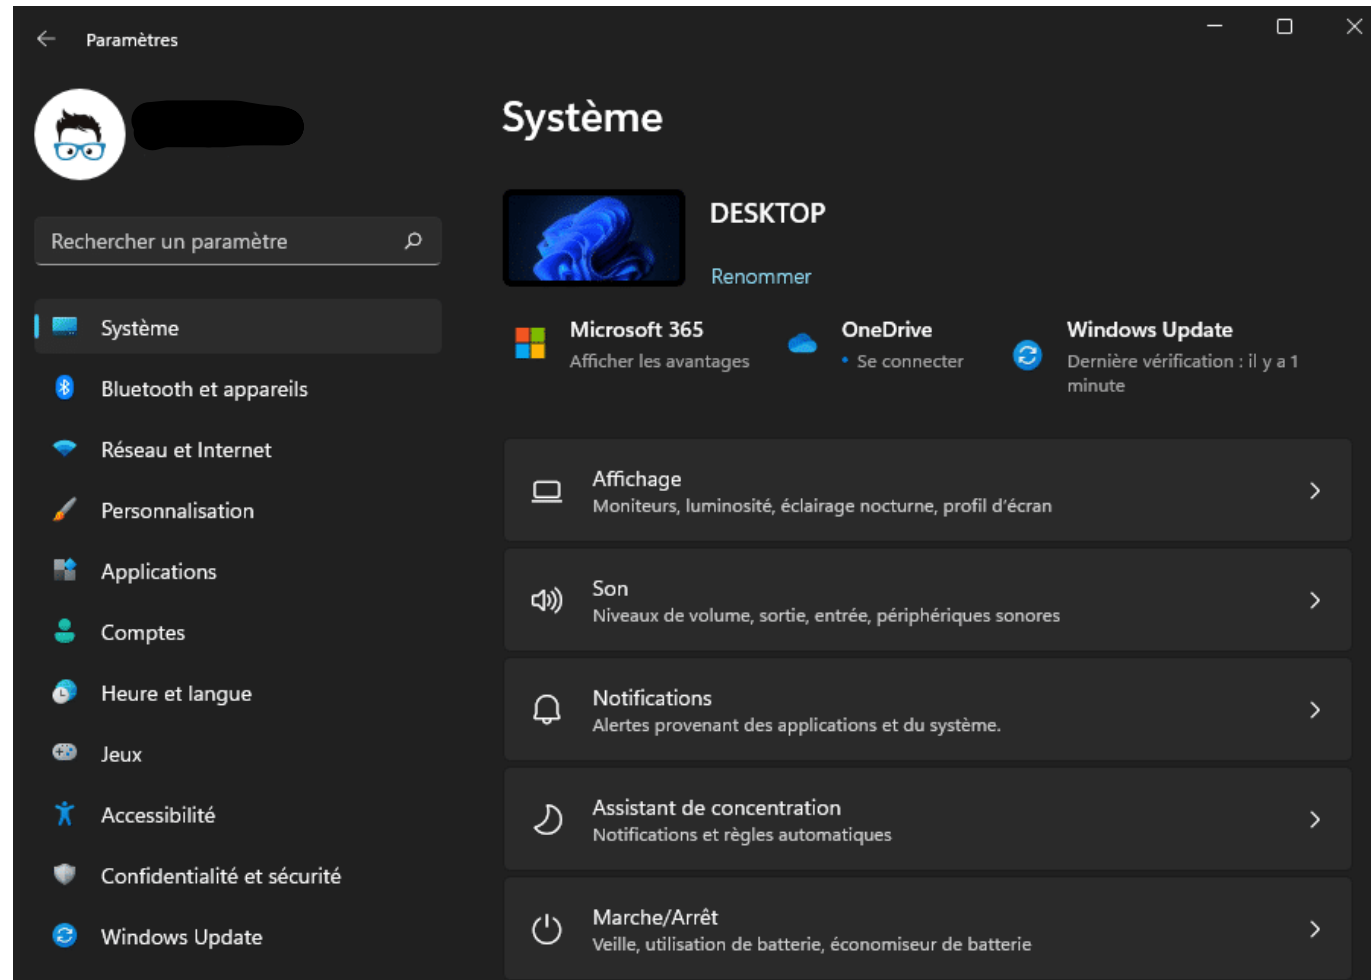 Paramètres
Rechercher un paramètre
Système
Bluetooth et appareils
Réseau et Internet
Personnalisation
Applications
Comptes
Heure et langue
Jeux
Accessibilité
Confidentialité et sécurité
Windows Update
Système
DESKTOP
Renommer
Microsoft 365
Afficher les avantages
OneDrive
• Se connecter
Windows Update
Dernière vérification : il y a 1
minute
Affichage
Moniteurs, luminosité, éclairage nocturne, profil d’écran
Son
Niveaux de volume, sortie, entrée, périphériques sonores
Notifications
Alertes provenant des applications et du système.
Assistant de concentration
Notifications et règles automatiques
Marche/Arrêt
Veille, utilisation de batterie, économiseur de batterie